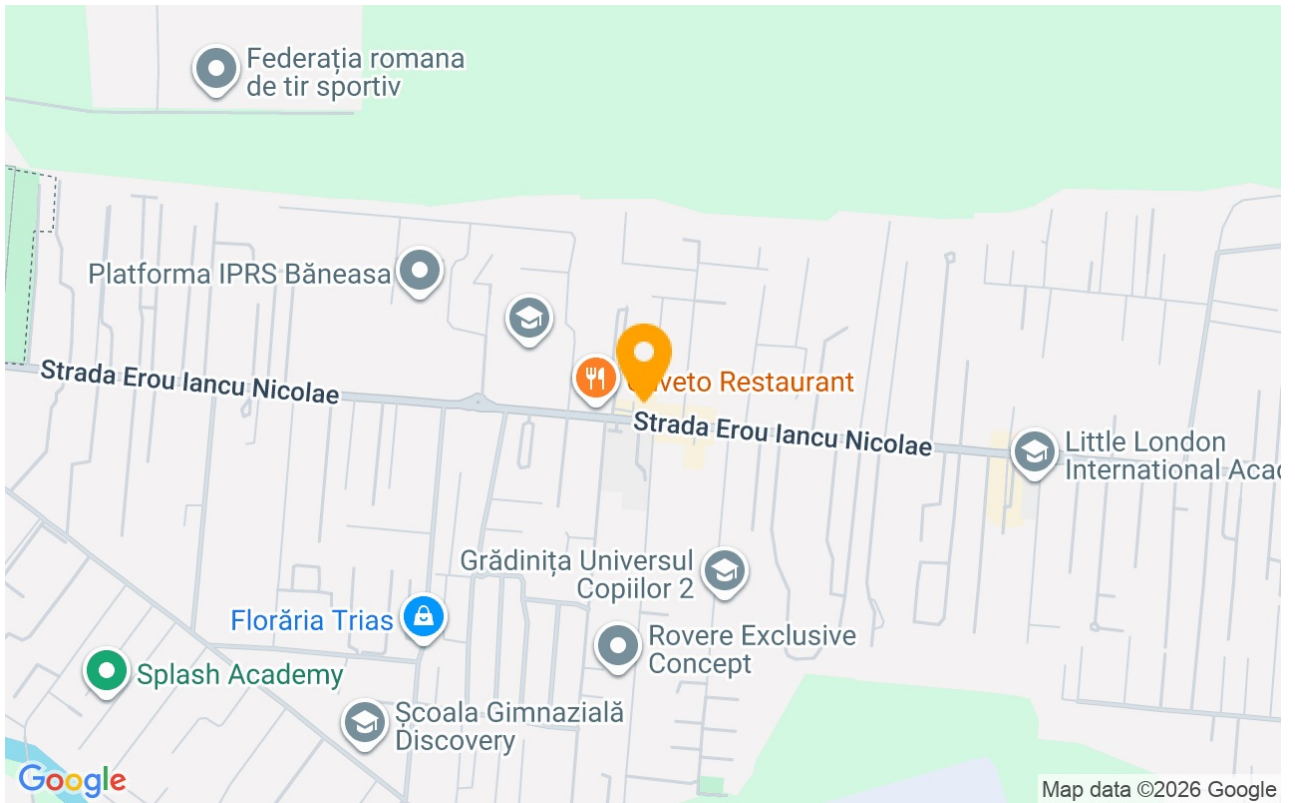 Federația romana
de tir sportiv
Platforma IPRS Băneasa
Strada Erou Iancu Nicolae
Restaurant
Strada Erou Iancu Nicolae
Little London
International
Grădinița Universul
Copiilor 2
Florăria Trias
Rovere Exclusive
Concept
Splash Academy
Școala Gimnazială
Discovery
Google
Map data ©2026 Google